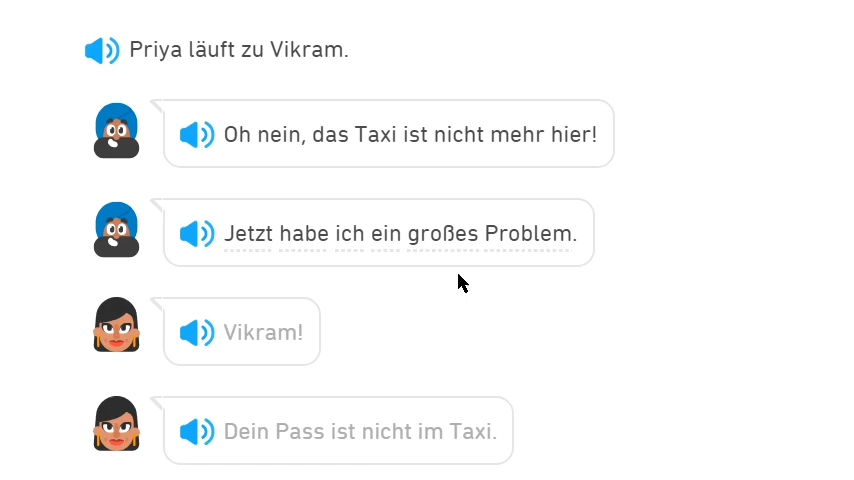 Priya läuft zu Vikram.
Oh nein, das Taxi ist nicht mehr hier!
Jetzt habe ich ein großes Problem.
Vikram!
Dein Pass ist nicht im Taxi.